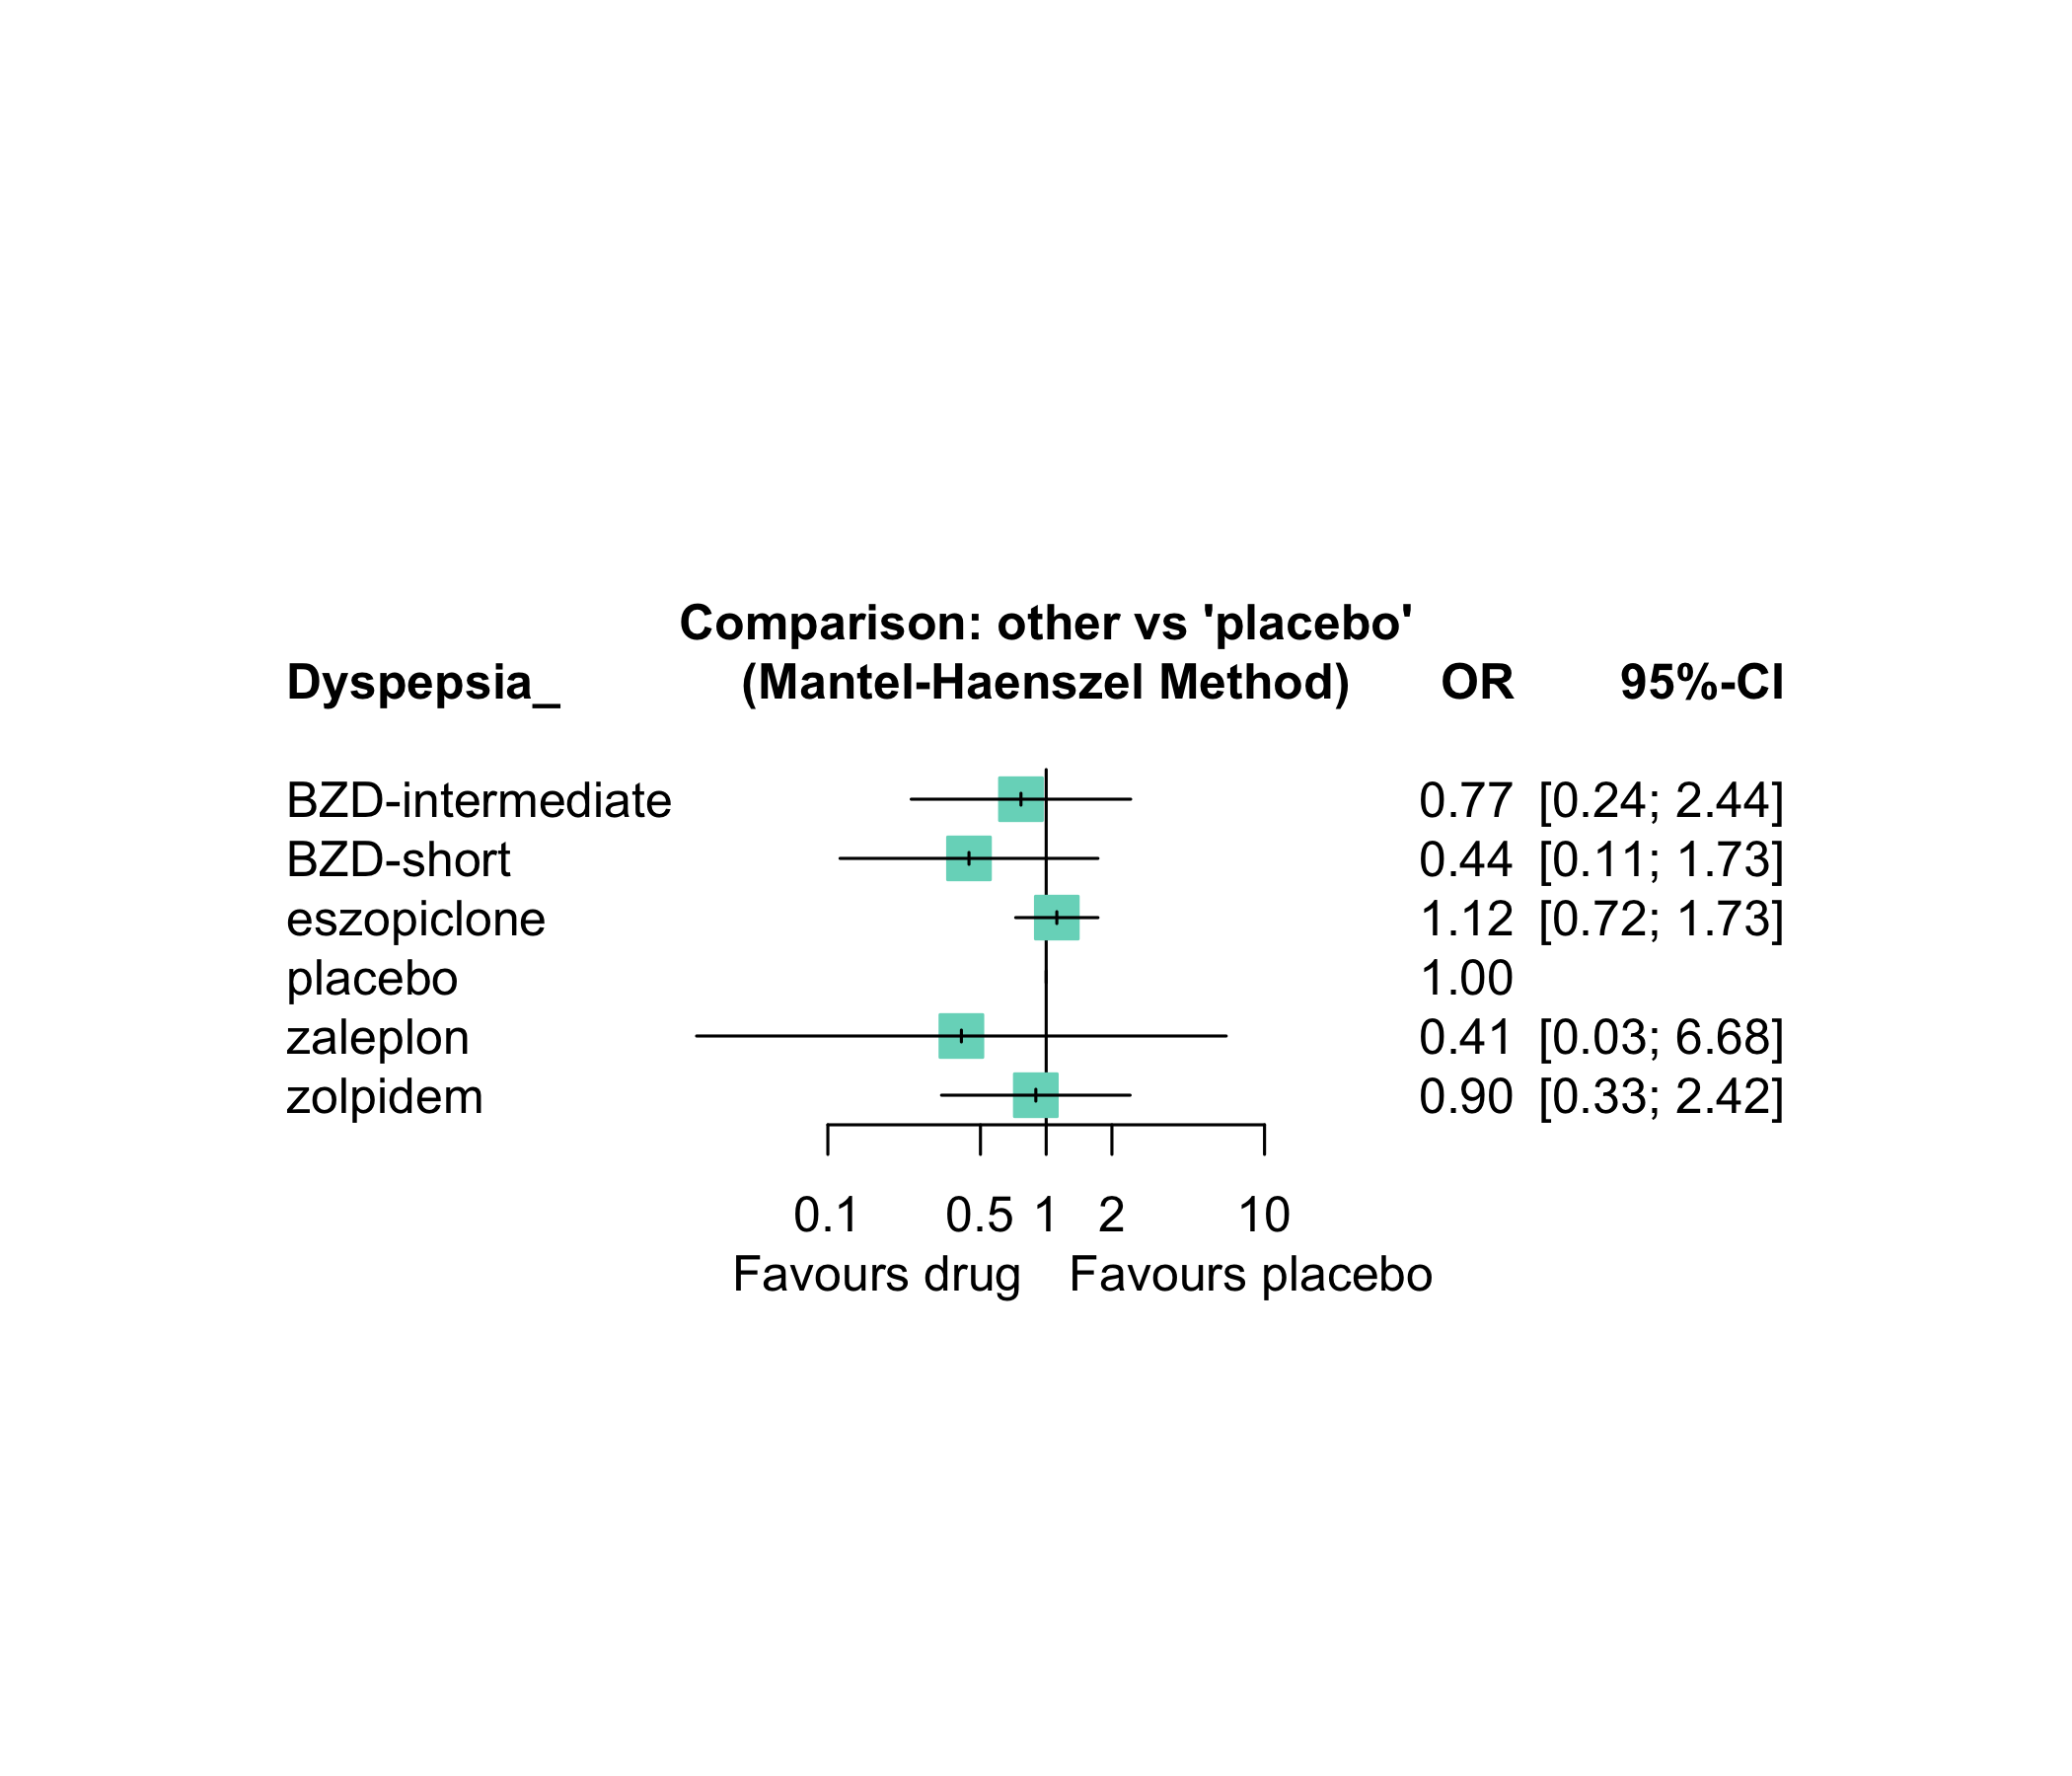 Comparison: other vs 'placebo'
Dyspepsia_ (Mantel-Haenszel Method) OR 95%-CI
BZD-intermediate 0.77 [0.24; 2.44]
BZD-short 0.44 [0.11; 1.73]
eszopiclone 1.12 [0.72; 1.73]
placebo 1.00
zaleplon 0.41 [0.03; 6.68]
zolpidem 0.90 [0.33; 2.42]
0.1 0.5 1 2 10
Favours drug Favours placebo